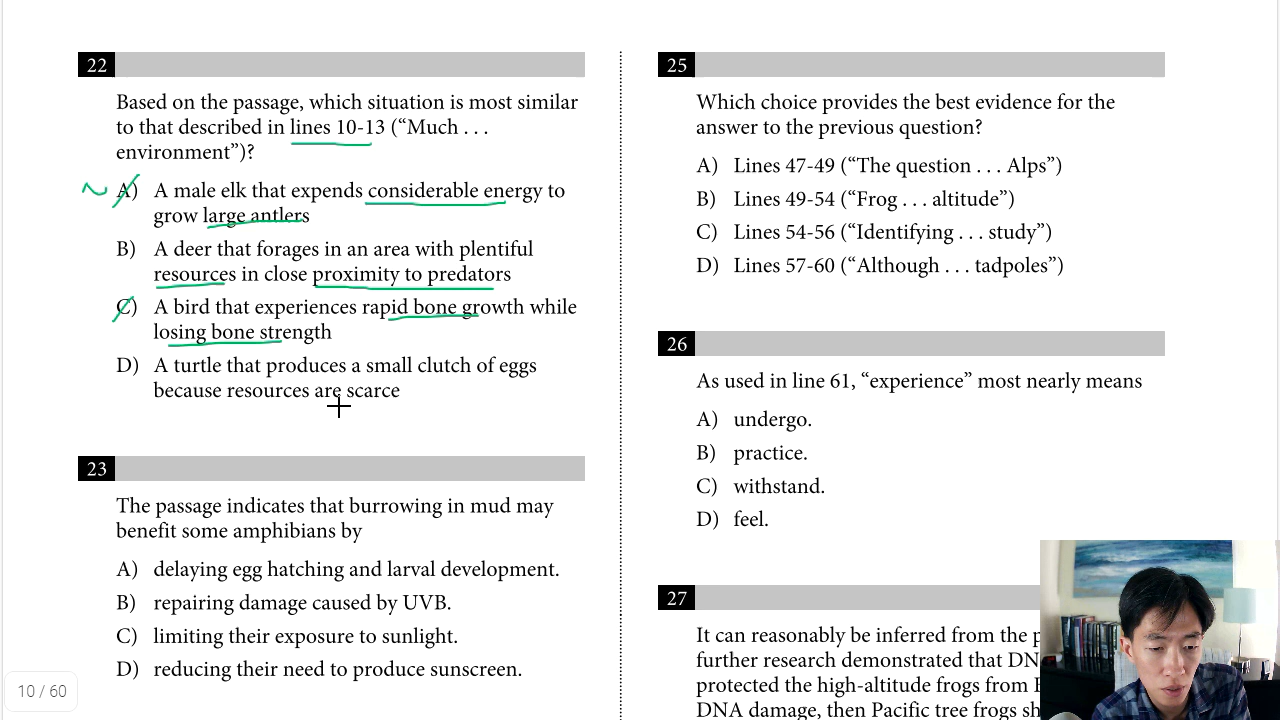 22
Based on the passage, which situation is most similar
to that described in lines 10-13 (“Much . . .
environment”)?
A) A male elk that expends considerable energy to
grow large antlers
B) A deer that forages in an area with plentiful
resources in close proximity to predators
C) A bird that experiences rapid bone growth while
losing bone strength
D) A turtle that produces a small clutch of eggs
because resources are scarce
23
The passage indicates that burrowing in mud may
benefit some amphibians by
A) delaying egg hatching and larval development.
B) repairing damage caused by UVB.
C) limiting their exposure to sunlight.
D) reducing their need to produce sunscreen.
10 / 60
25
Which choice provides the best evidence for the
answer to the previous question?
A) Lines 47-49 (“The question . . . Alps”)
B) Lines 49-54 (“Frog . . . altitude”)
C) Lines 54-56 (“Identifying . . . study”)
D) Lines 57-60 (“Although . . . tadpoles”)
26
As used in line 61, “experience” most nearly means
A) undergo.
B) practice.
C) withstand.
D) feel.
27
It can reasonably be inferred from the
further research demonstrated that
protected the high-altitude frogs from
DNA damage, then Pacific tree frogs